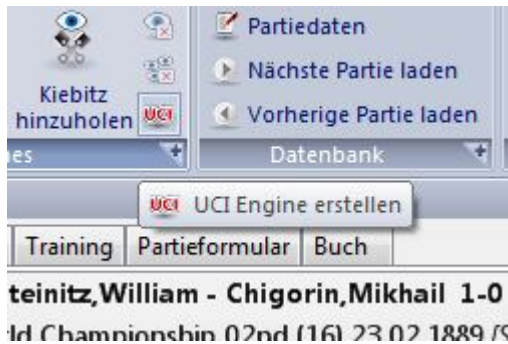 Partiedaten
Nächste Partie laden
Vorherige Partie laden
Kiebitz
hinzuholen
UCI
es
Datenbank
UCI UCI Engine erstellen
Training Partieformular Buch
teinitz,William - Chigorin,Mikhail 1-0
ld Championship 02nd (16) 23.02.1889